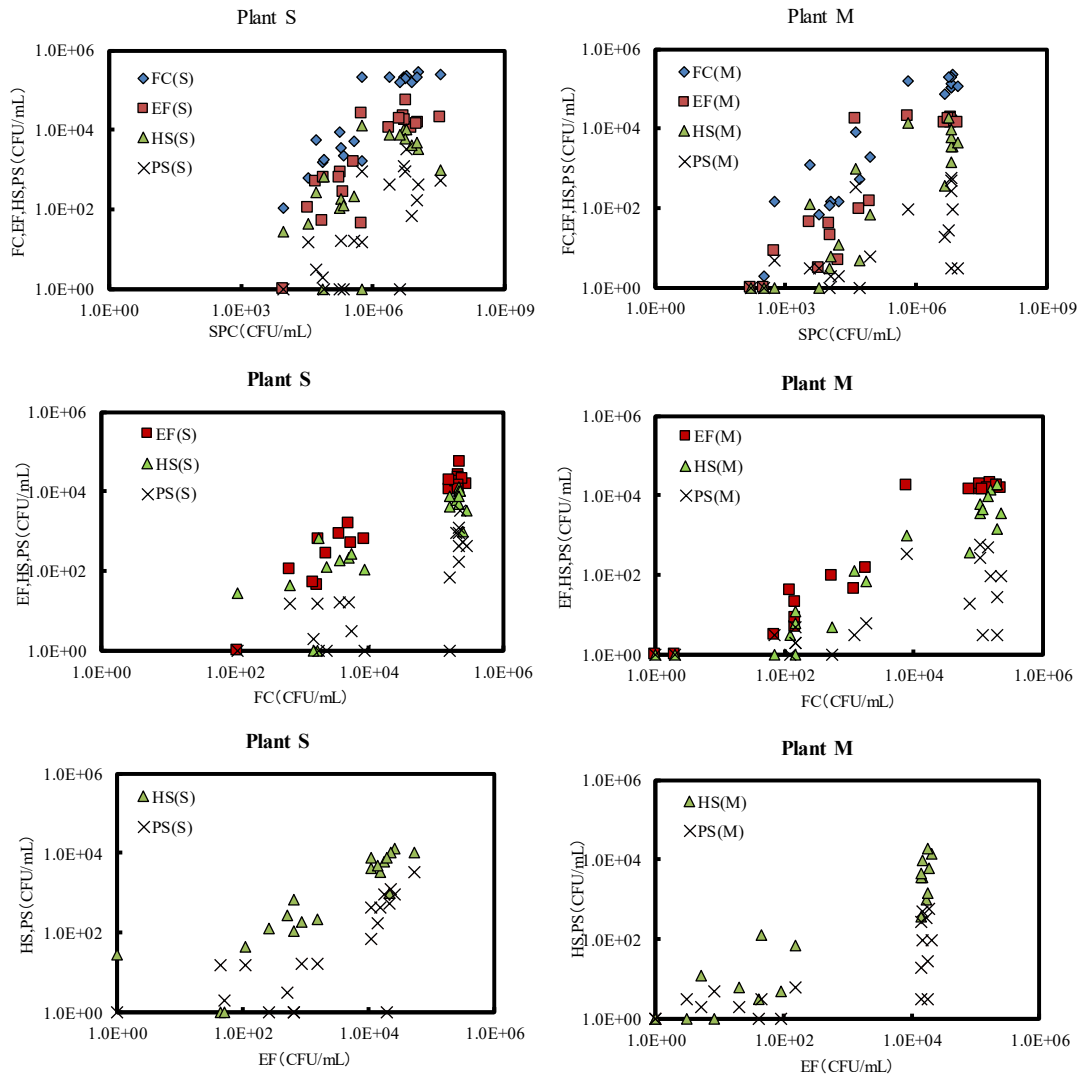 Plant S
FC,EF,HS,PS(CFU/mL)
1.0E+06
1.0E+04
1.0E+02
1.0E+00
FC(S)
EF(S)
HS(S)
PS(S)
1.0E+00 1.0E+03 1.0E+06 1.0E+09
SPC(CFU/mL)
Plant M
FC,EF,HS,PS(CFU/mL)
1.0E+06
1.0E+04
1.0E+02
1.0E+00
FC(M)
EF(M)
HS(M)
PS(M)
1.0E+00 1.0E+03 1.0E+06 1.0E+09
SPC(CFU/mL)
Plant S
EF,HS,PS(CFU/mL)
1.0E+06
1.0E+04
1.0E+02
1.0E+00
EF(S)
HS(S)
PS(S)
1.0E+00 1.0E+02 1.0E+04 1.0E+06
FC(CFU/mL)
Plant M
EF,HS,PS(CFU/ mL)
1.0E+06
1.0E+04
1.0E+02
1.0E+00
EF(M)
HS(M)
PS(M)
1.0E+00 1.0E+02 1.0E+04 1.0E+06
FC(CFU/mL)
Plant S
HS,PS(CFU/mL)
1.0E+06
1.0E+04
1.0E+02
1.0E+00
HS(S)
PS(S)
1.0E+00 1.0E+02 1.0E+04 1.0E+06
EF(CFU/mL)
Plant M
HS,PS(CFU/mL)
1.0E+06
1.0E+04
1.0E+02
1.0E+00
HS(M)
PS(M)
1.0E+00 1.0E+02 1.0E+04 1.0E+06
EF(CFU/mL)